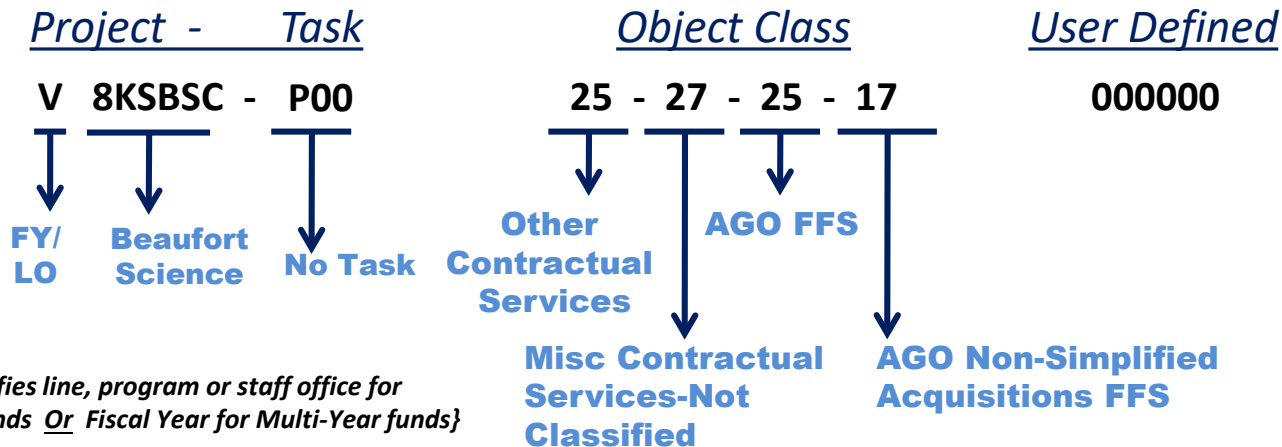 Project - Task
Object Class
User Defined
V 8KSBSC - P00
25 - 27 - 25 - 17
000000
FY/
LO
Beaufort
Science
No Task
Other
Contractual
Services
AGO FFS
Misc Contractual
Services-Not
Classified
AGO Non-Simplified
Acquisitions FFS
line, program or staff office for
Or Fiscal Year for Multi-Year funds}